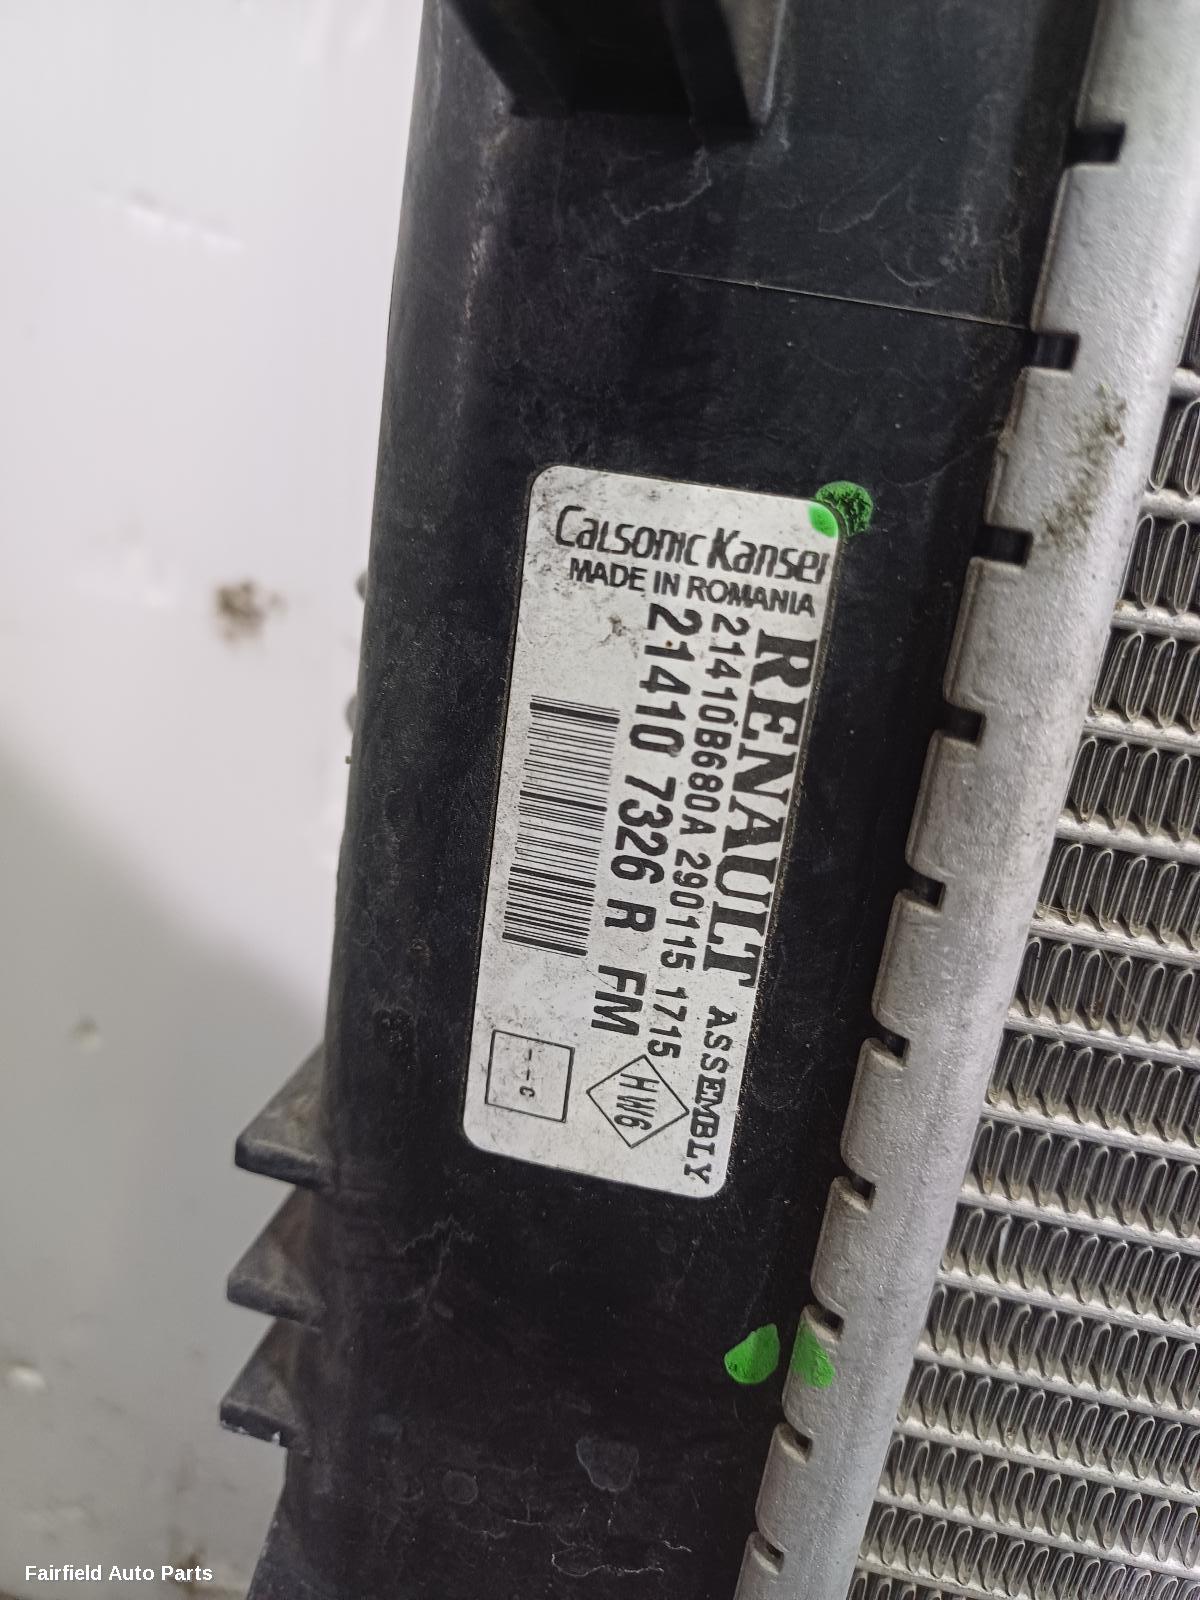 Calsonic Kansei
MADE IN ROMANIA
RENAULT ASSEMBLY
21410B680A 290115 1715
21410 7326 R FM
HW6
--c
Fairfield Auto Parts